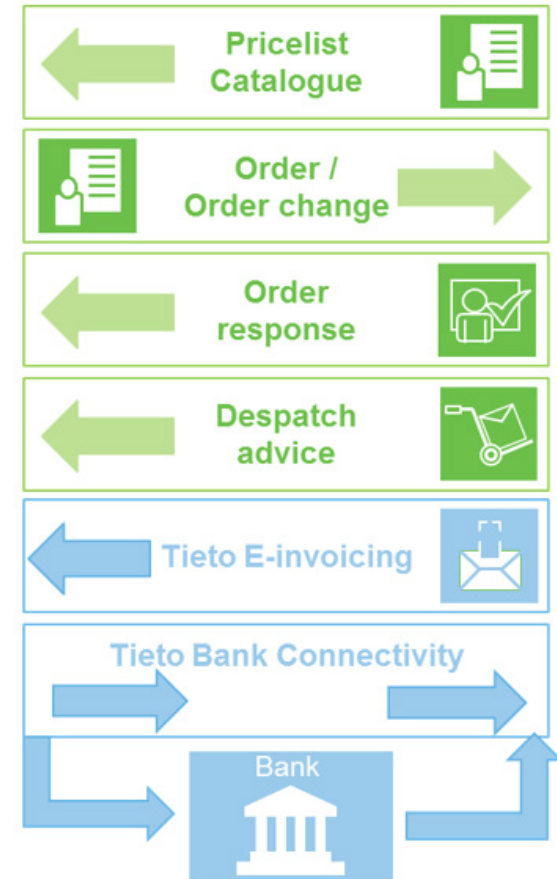 Pricelist
Catalogue
Order /
Order change
Order
response
Despatch
advice
Tieto E-invoicing
Tieto Bank Connectivity
Bank